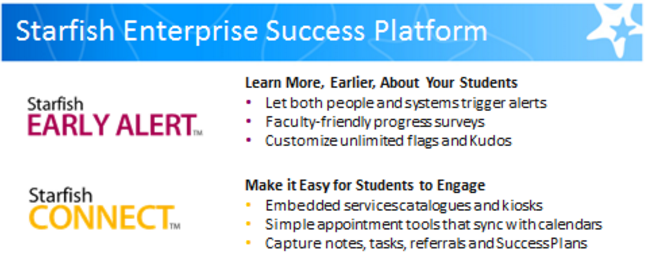 Starfish Enterprise Success Platform
Learn More, Earlier, About Your Students
Starfish
EARLY ALERT™
• Let both people and systems trigger alerts
• Faculty-friendly progress surveys
• Customize unlimited flags and Kudos
Starfish
CONNECT™
Make it Easy for Students to Engage
• Embedded services catalogues and kiosks
• Simple appointment tools that sync with calendars
• Capture notes, tasks, referrals and SuccessPlans